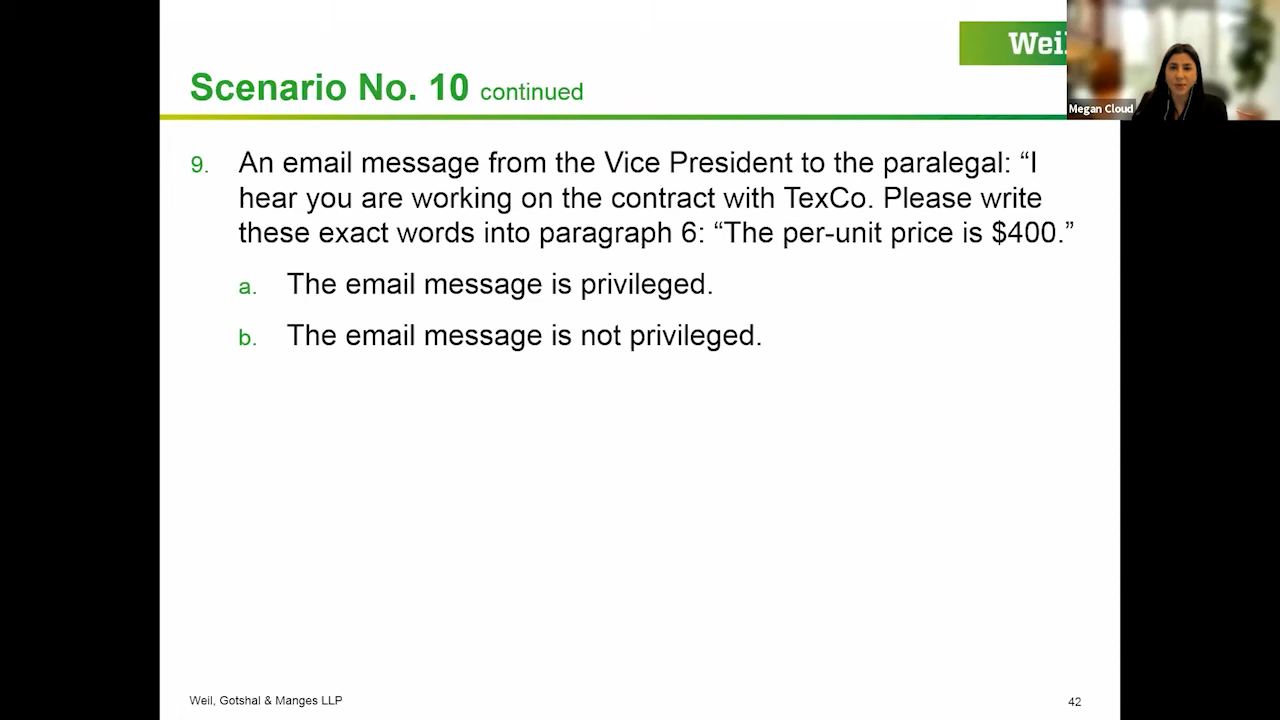 Weil
Scenario No. 10 continued
Megan Cloud
9. An email message from the Vice President to the paralegal: “I
hear you are working on the contract with TexCo. Please write
these exact words into paragraph 6: “The per-unit price is $400.”
a. The email message is privileged.
b. The email message is not privileged.
Weil, Gotshal & Manges LLP
42